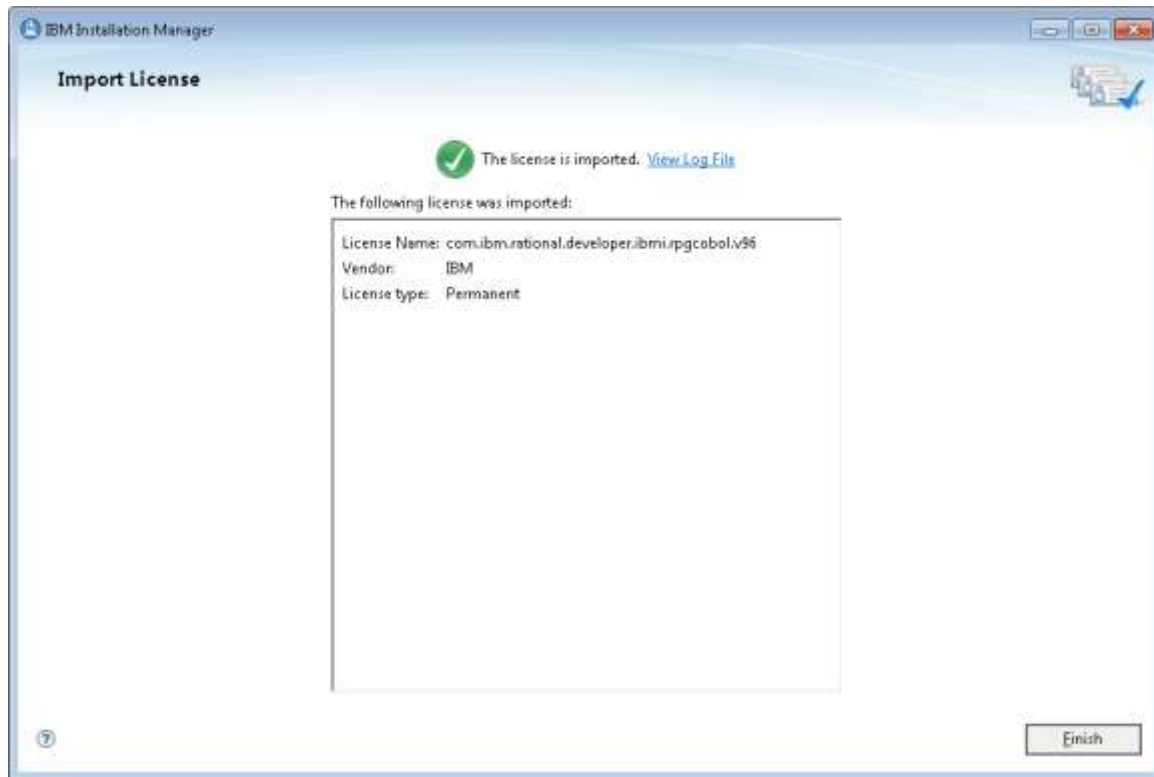 IBM Installation Manager
Import License
The license is imported. View Log File
The following license was imported:
License Name: com.ibm.rational.developer.ibmi.rpgcobol.v96
Vendor: IBM
License type: Permanent
?
Finish